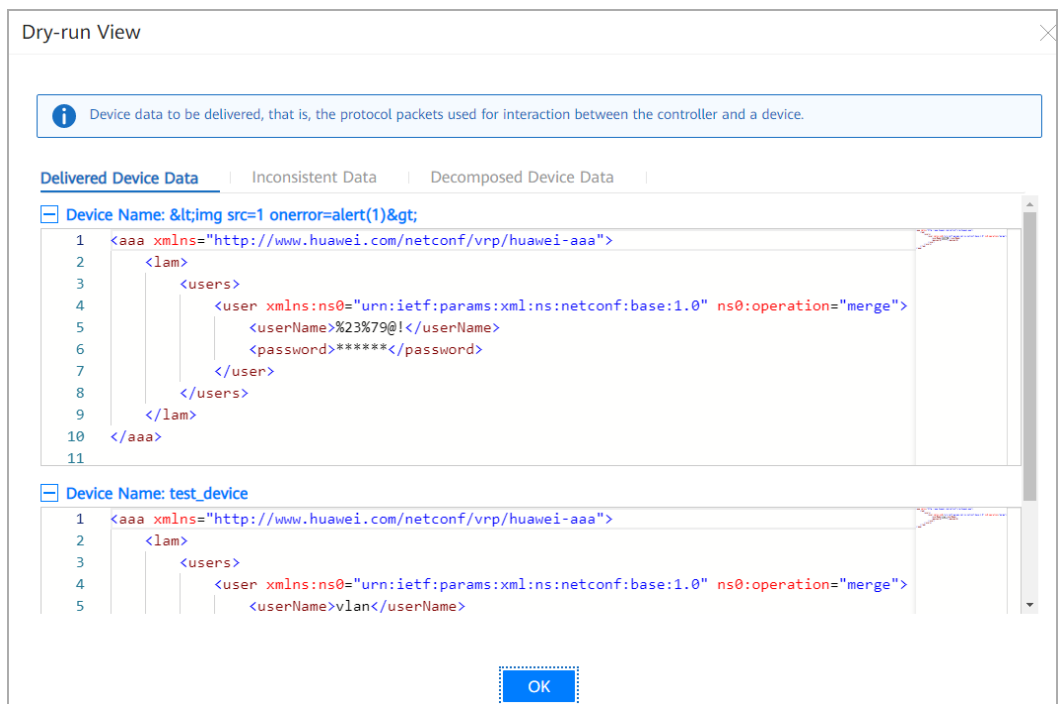 Dry-run View
Device data to be delivered, that is, the protocol packets used for interaction between the controller and a device.
Delivered Device Data Inconsistent Data Decomposed Device Data
Device Name: &lt;img src=1 onerror=alert(1)&gt;
1 <aaa xmlns="http://www.huawei.com/netconf/vrp/huawei-aaa">
2 <lam>
3 <users>
4 <user xmlns:ns0="urn:ietf:params:xml:ns:netconf:base:1.0" ns0:operation="merge">
5 <userName>%23%79@!</userName>
6 <password>******</password>
7 </user>
8 </users>
9 </lam>
10 </aaa>
11
Device Name: test_device
1 <aaa xmlns="http://www.huawei.com/netconf/vrp/huawei-aaa">
2 <lam>
3 <users>
4 <user xmlns:ns0="urn:ietf:params:xml:ns:netconf:base:1.0" ns0:operation="merge">
5 <userName>vlan</userName>
OK